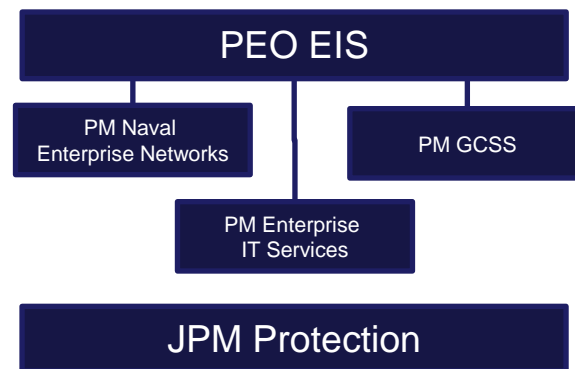 PEO EIS
PM Naval
Enterprise Networks
PM GCSS
PM Enterprise
IT Services
JPM Protection